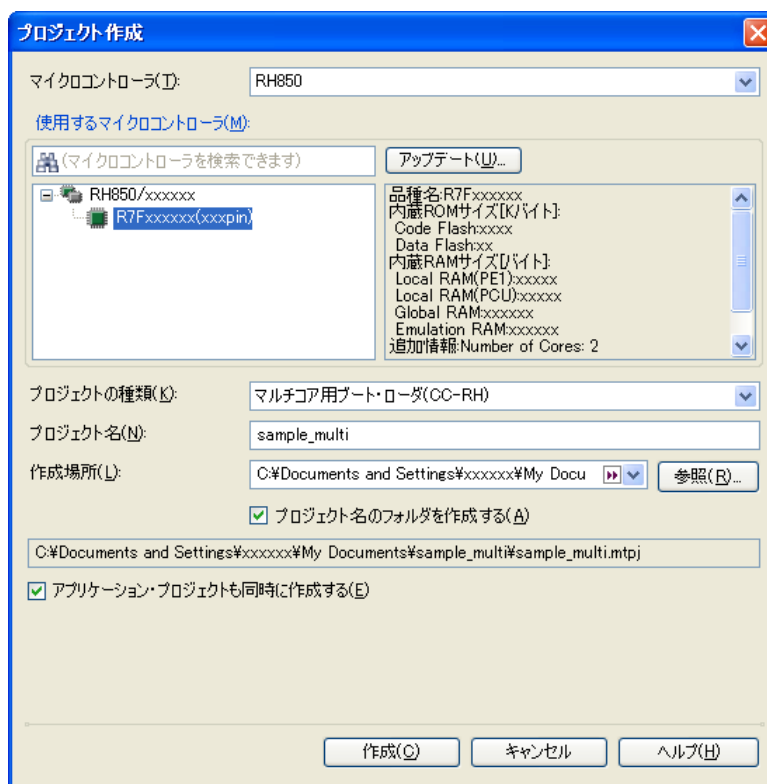 プロジェクト作成
マイクロコントローラ(T):
RH850
使用するマイクロコントローラ(M):
(マイクロコントローラを検索できます)
アップデート(U)...
RH850/xxxxxx
R7Fxxxxxx(xxxpin)
品種名:R7Fxxxxxx
内蔵ROMサイズ[Kバイト]:
Code Flash:xxxx
Data Flash:xx
内蔵RAMサイズ[バイト]:
Local RAM(PE1):xxxxx
Local RAM(PCU):xxxxx
Global RAM:xxxxxx
Emulation RAM:xxxxxx
追加情報:Number of Cores: 2
プロジェクトの種類(K):
マルチコア用ブート・ローダ(CC-RH)
プロジェクト名(N):
sample_multi
作成場所(L):
C:¥Documents and Settings¥xxxxxx¥My Docu
参照(R)...
プロジェクト名のフォルダを作成する(A)
C:¥Documents and Settings¥xxxxxx¥My Documents¥sample_multi¥sample_multi.mtpj
アプリケーション・プロジェクトも同時に作成する(E)
作成(C)
キャンセル
ヘルプ(H)